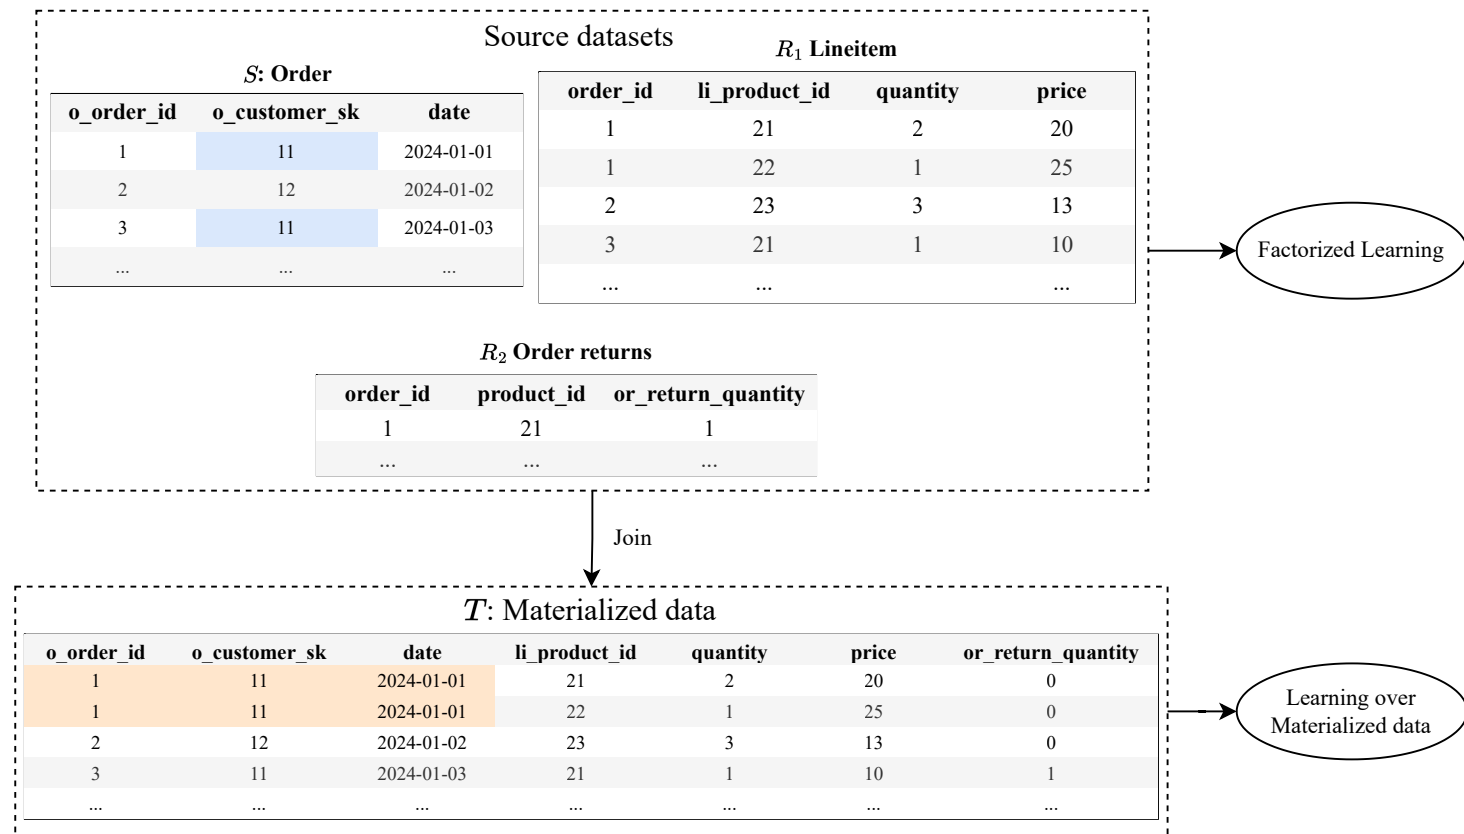 Source datasets
S: Order
o_order_id o_customer_sk date
1 11 2024-01-01
2 12 2024-01-02
3 11 2024-01-03
... ... ...
R₁ Lineitem
order_id li_product_id quantity price
1 21 2 20
1 22 1 25
2 23 3 13
3 21 1 10
... ... ...
Factorized Learning
R₂ Order returns
order_id product_id or_return_quantity
1 21 1
... ... ...
Join
T: Materialized data
o_order_id o_customer_sk date li_product_id quantity price or_return_quantity
1 11 2024-01-01 21 2 20 0
1 11 2024-01-01 22 1 25 0
2 12 2024-01-02 23 3 13 0
3 11 2024-01-03 21 1 10 1
... ... ... ... ... ... ...
Learning over
Materialized data